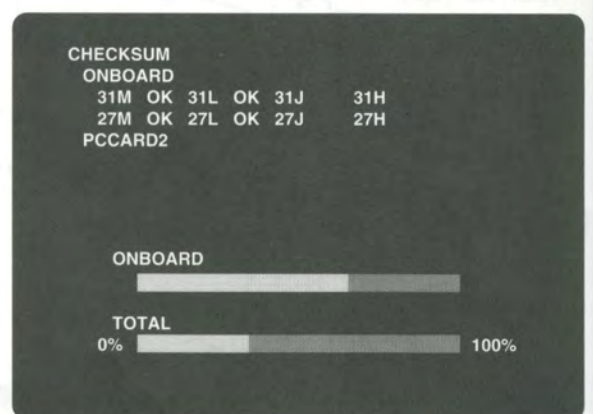 CHECKSUM
ONBOARD
31M OK 31L OK 31J 31H
27M OK 27L OK 27J 27H
PCCARD2
ONBOARD
TOTAL
0% 100%